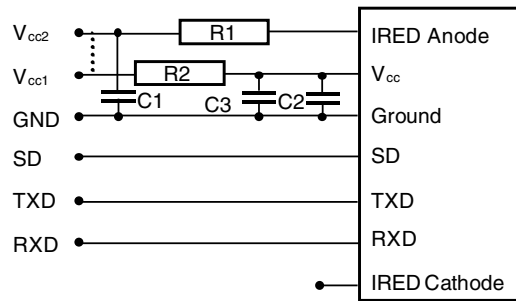 Vcc2 R1 IRED Anode
Vcc1 R2 Vcc
C1 C3 C2
GND Ground
SD SD
TXD TXD
RXD RXD
IRED Cathode